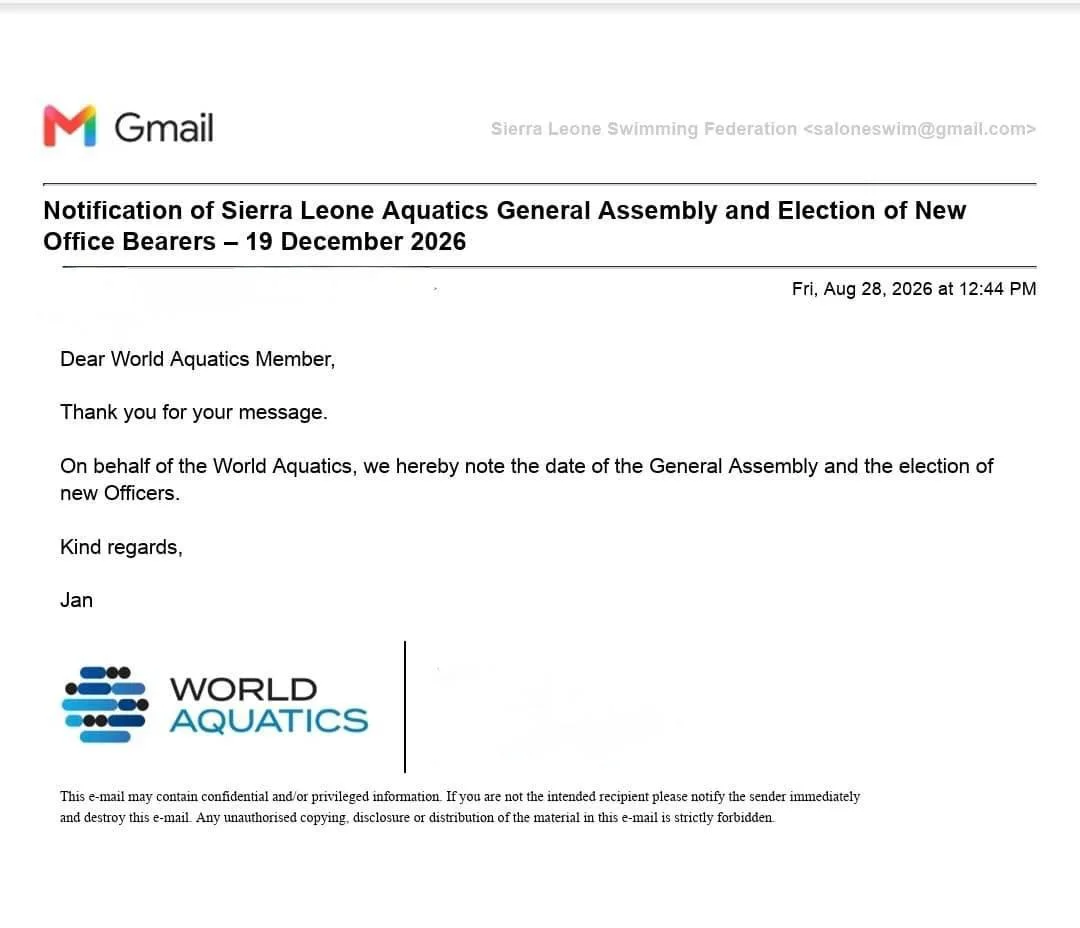 Gmail
Sierra Leone Swimming Federation <saloneswim@gmail.com>
Notification of Sierra Leone Aquatics General Assembly and Election of New
Office Bearers – 19 December 2026
Fri, Aug 28, 2026 at 12:44 PM
Dear World Aquatics Member,
Thank you for your message.
On behalf of the World Aquatics, we hereby note the date of the General Assembly and the election of
new Officers.
Kind regards,
Jan
WORLD
AQUATICS
This e-mail may contain confidential and/or privileged information. If you are not the intended recipient please notify the sender immediately
and destroy this e-mail. Any unauthorised copying, disclosure or distribution of the material in this e-mail is strictly forbidden.